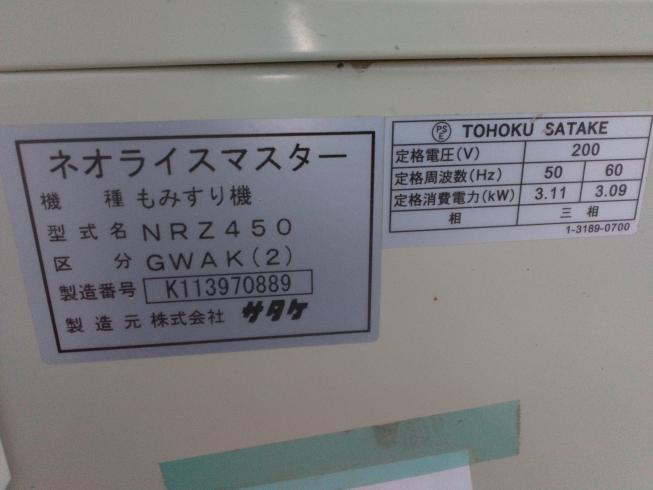 ネオライスマスター
機 種 もみすり機
型式名 NRZ450
区 分 GWAK(2)
製造番号 K113970889
製造元 株式会社 サタケ
PSE TOHOKU SATAKE
定格電圧(V) 200
定格周波数(Hz) 50 60
定格消費電力(kW) 3.11 3.09
相 三相
1-3189-0700